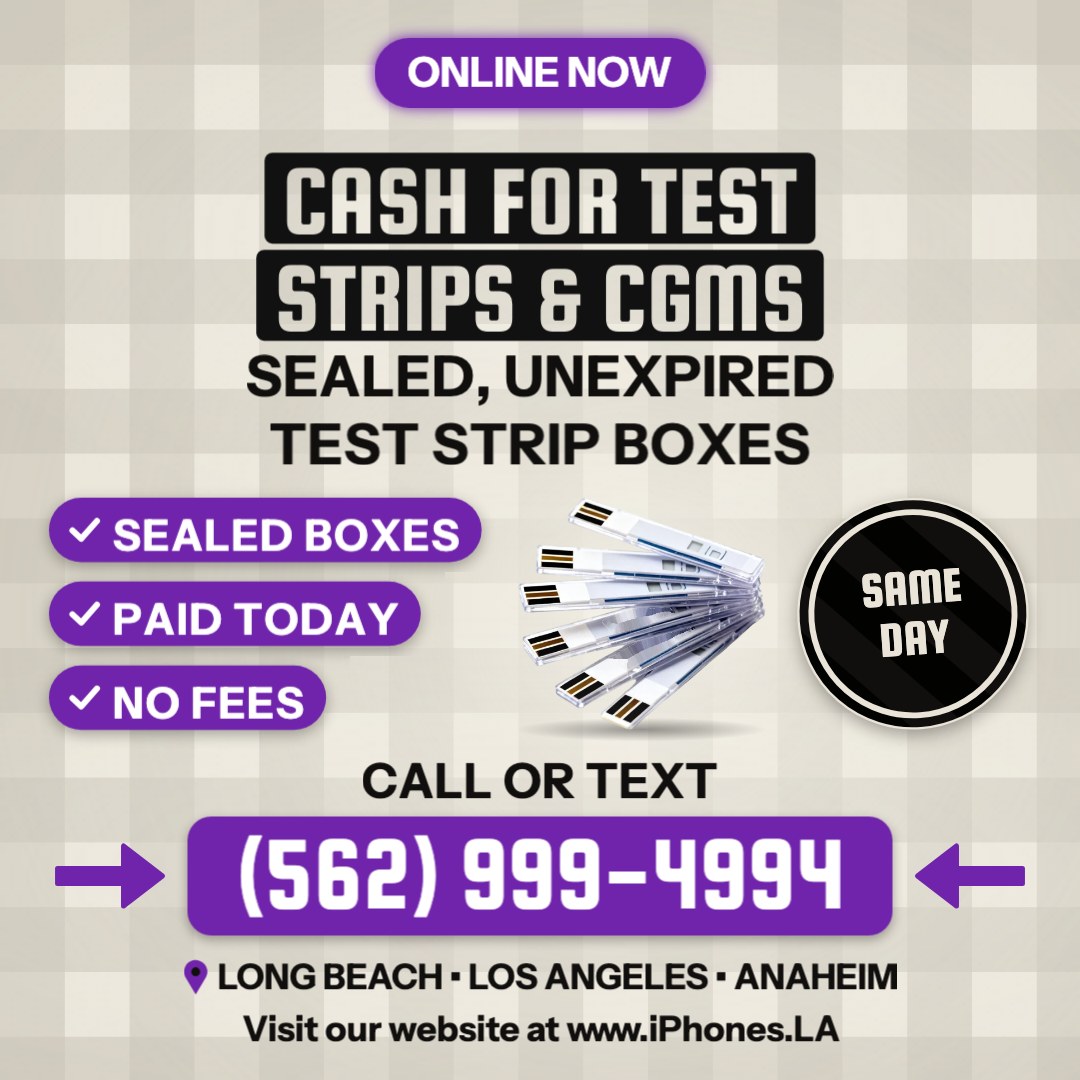 ONLINE NOW
CASH FOR TEST
STRIPS & CGMS
SEALED, UNEXPIRED
TEST STRIP BOXES
SEALED BOXES
PAID TODAY
NO FEES
SAME
DAY
CALL OR TEXT
(562) 999-4994
LONG BEACH ▪ LOS ANGELES ▪ ANAHEIM
Visit our website at www.iPhones.LA